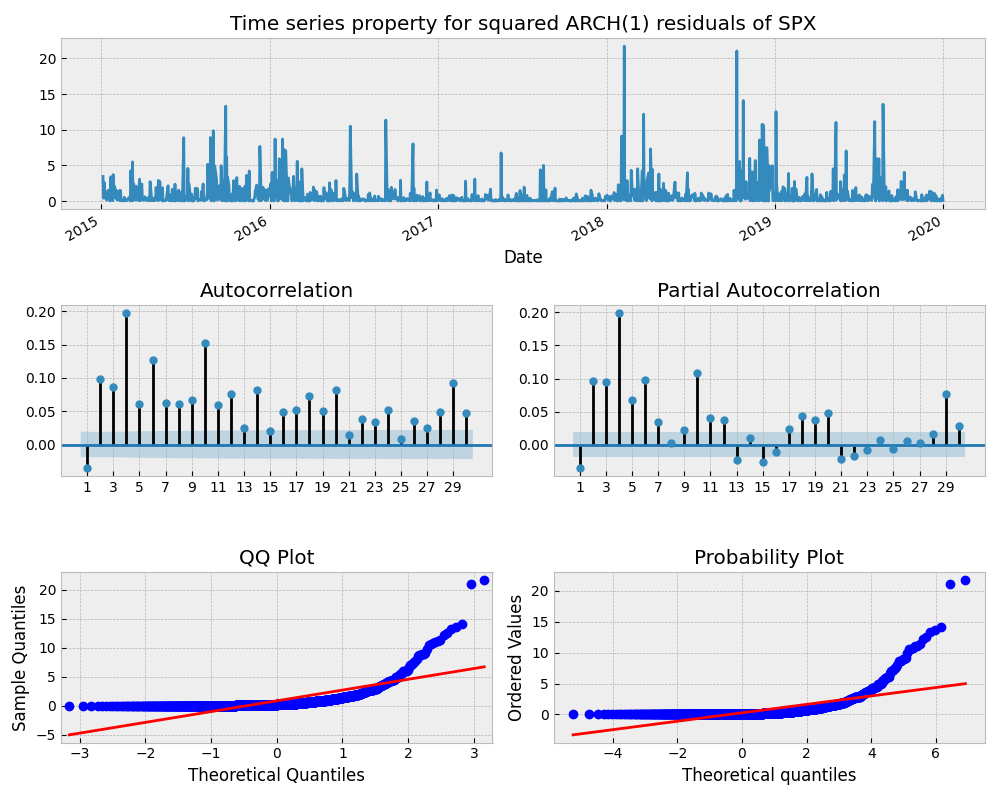 Time series property for squared ARCH(1) residuals of SPX
20
15
10
5
0
2015 2016 2017 2018 2019 2020
Date
Autocorrelation
0.20
0.15
0.10
0.05
0.00
1 3 5 7 9 11 13 15 17 19 21 23 25 27 29
Partial Autocorrelation
0.20
0.15
0.10
0.05
0.00
1 3 5 7 9 11 13 15 17 19 21 23 25 27 29
QQ Plot
Sample Quantiles
20
15
10
5
0
−5
−3 −2 −1 0 1 2 3
Theoretical Quantiles
Probability Plot
Ordered Values
20
15
10
5
0
−4 −2 0 2 4 6
Theoretical quantiles